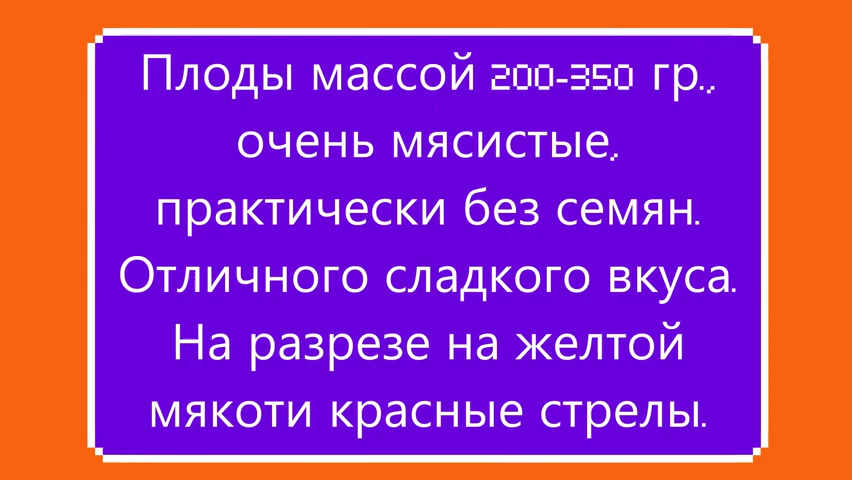 Плоды массой 200-350 гр.,
очень мясистые,
практически без семян.
Отличного сладкого вкуса.
На разрезе на желтой
мякоти красные стрелы.